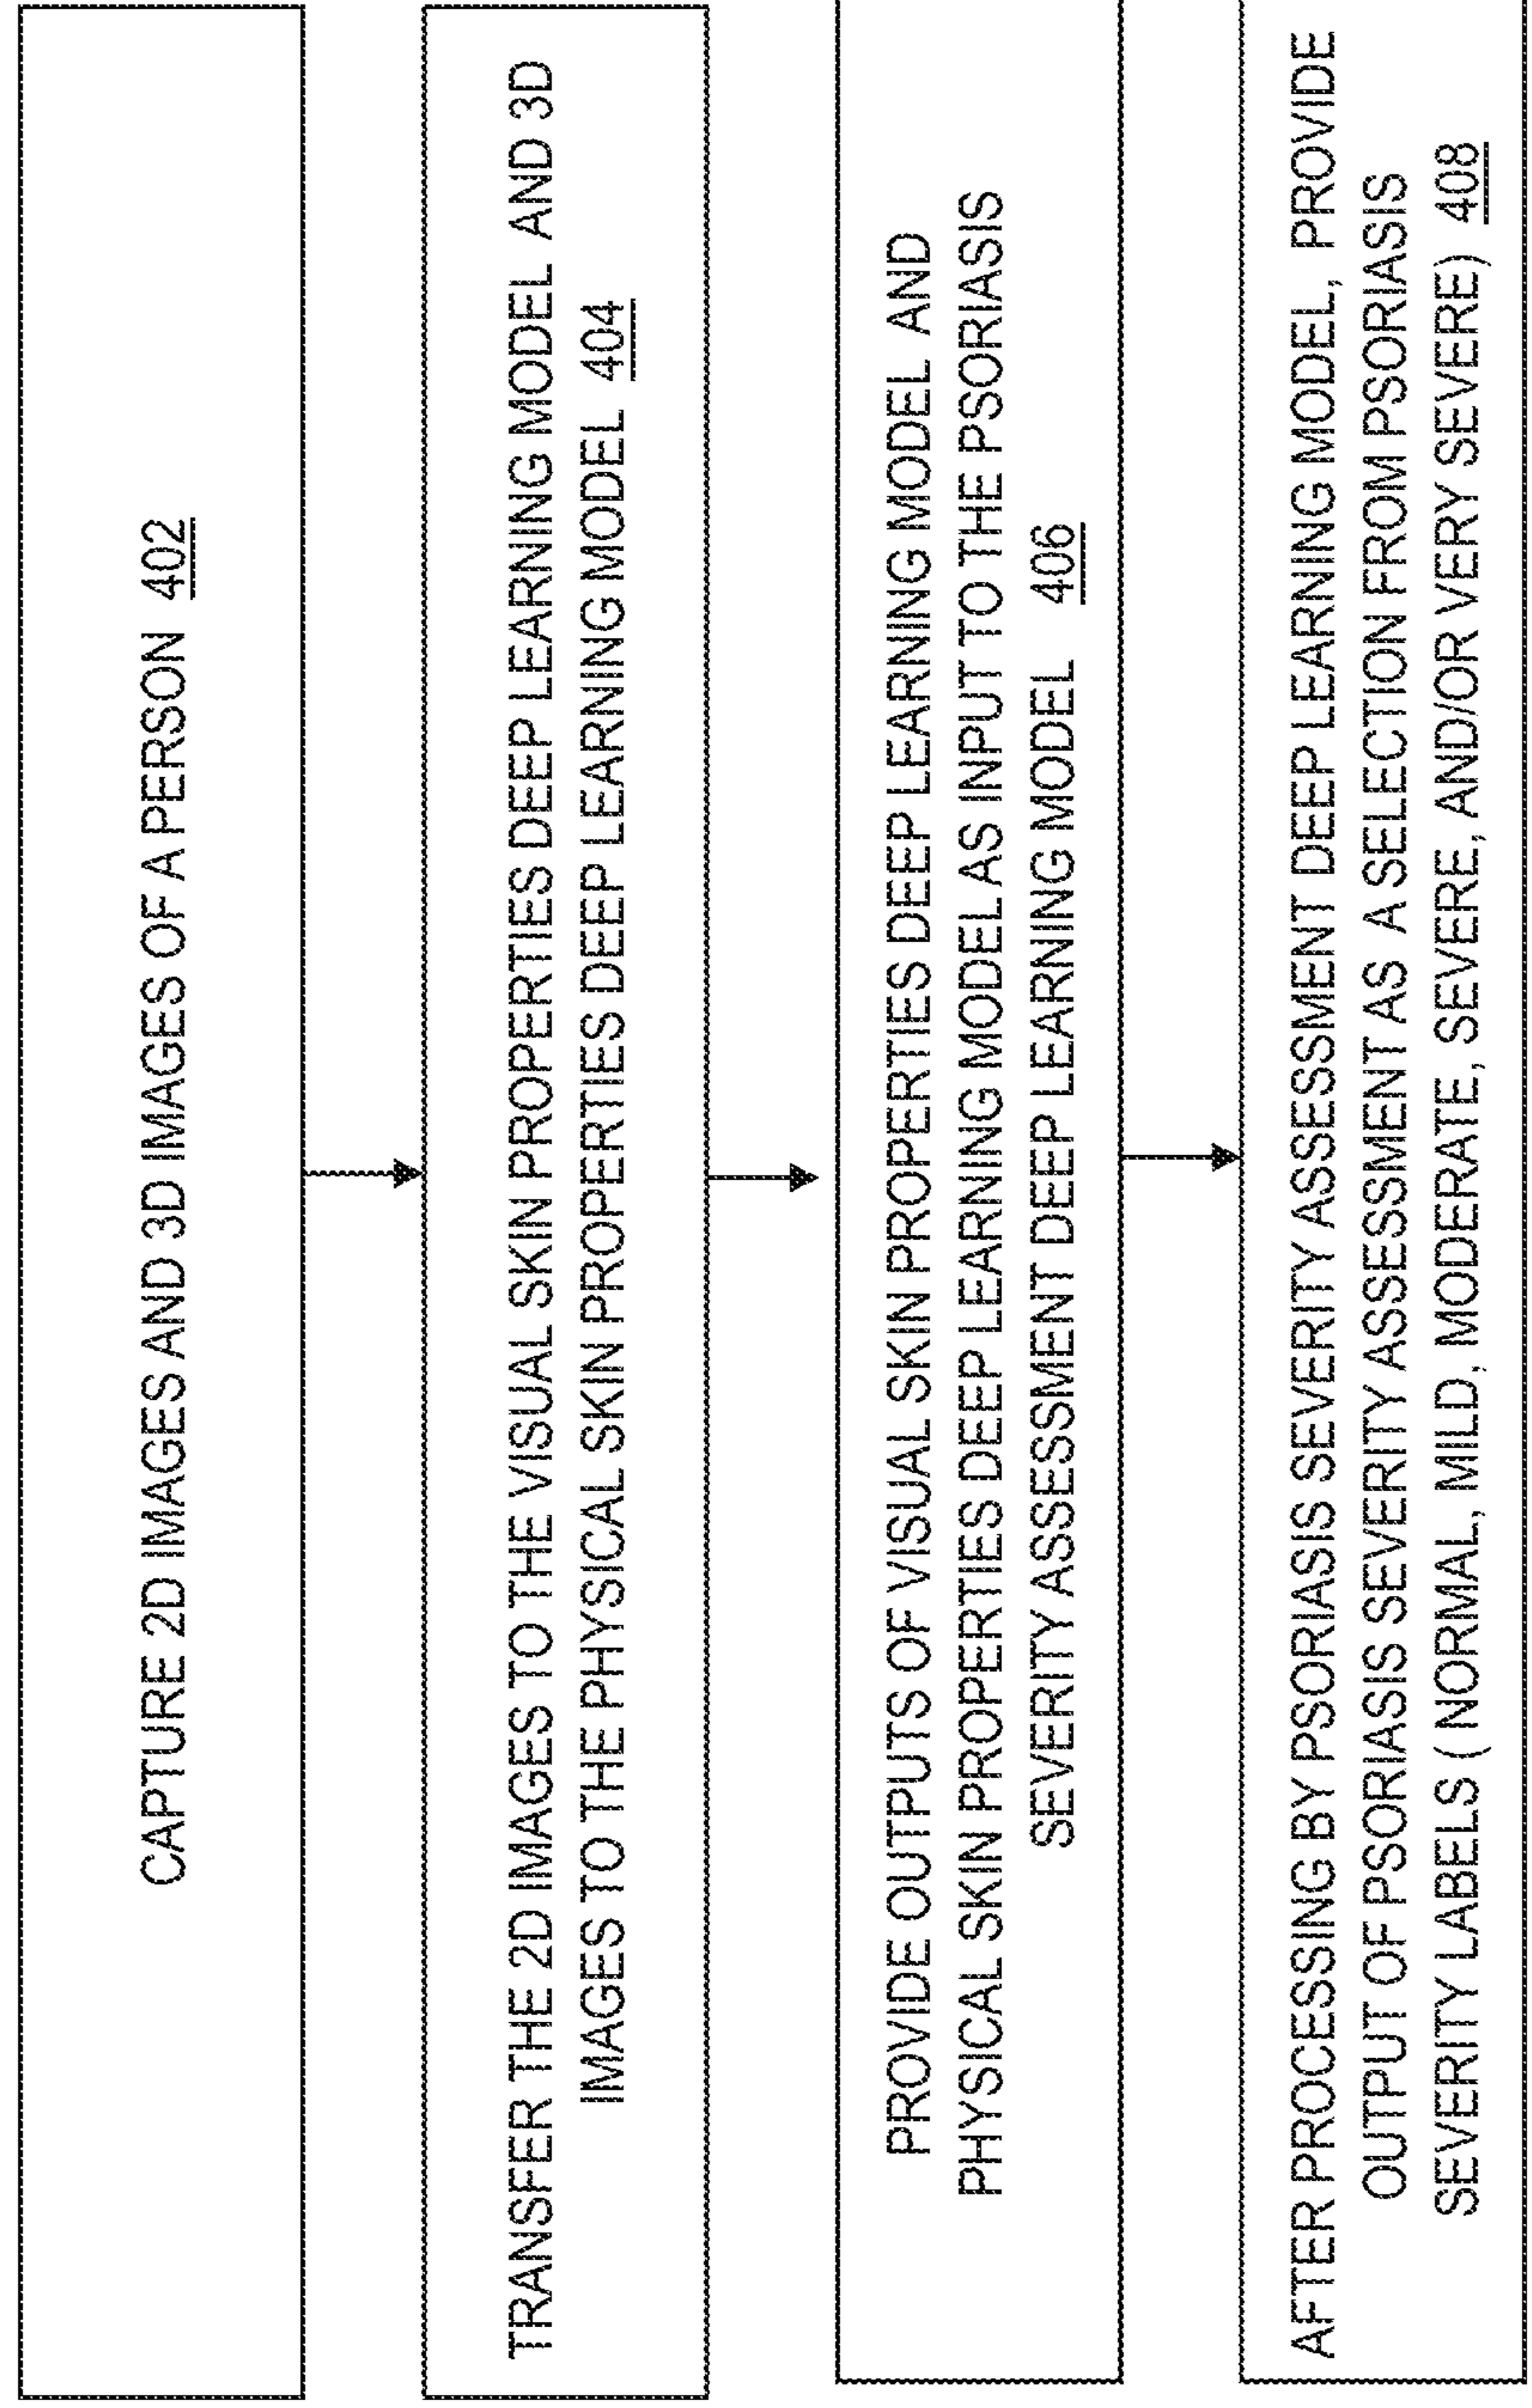 CAPTURE 2D IMAGES AND 3D IMAGES OF A PERSON 402
TRANSFER THE 2D IMAGES TO THE VISUAL SKIN PROPERTIES DEEP LEARNING MODEL AND 3D
IMAGES TO THE PHYSICAL SKIN PROPERTIES DEEP LEARNING MODEL 404
PROVIDE OUTPUTS OF VISUAL SKIN PROPERTIES DEEP LEARNING MODEL AND
PHYSICAL SKIN PROPERTIES DEEP LEARNING MODEL AS INPUT TO THE PSORIASIS
SEVERITY ASSESSMENT DEEP LEARNING MODEL 406
AFTER PROCESSING BY PSORIASIS SEVERITY ASSESSMENT DEEP LEARNING MODEL, PROVIDE
OUTPUT OF PSORIASIS SEVERITY ASSESSMENT AS A SELECTION FROM PSORIASIS
SEVERITY LABELS ( NORMAL, MILD, MODERATE, SEVERE, AND/OR VERY SEVERE) 408